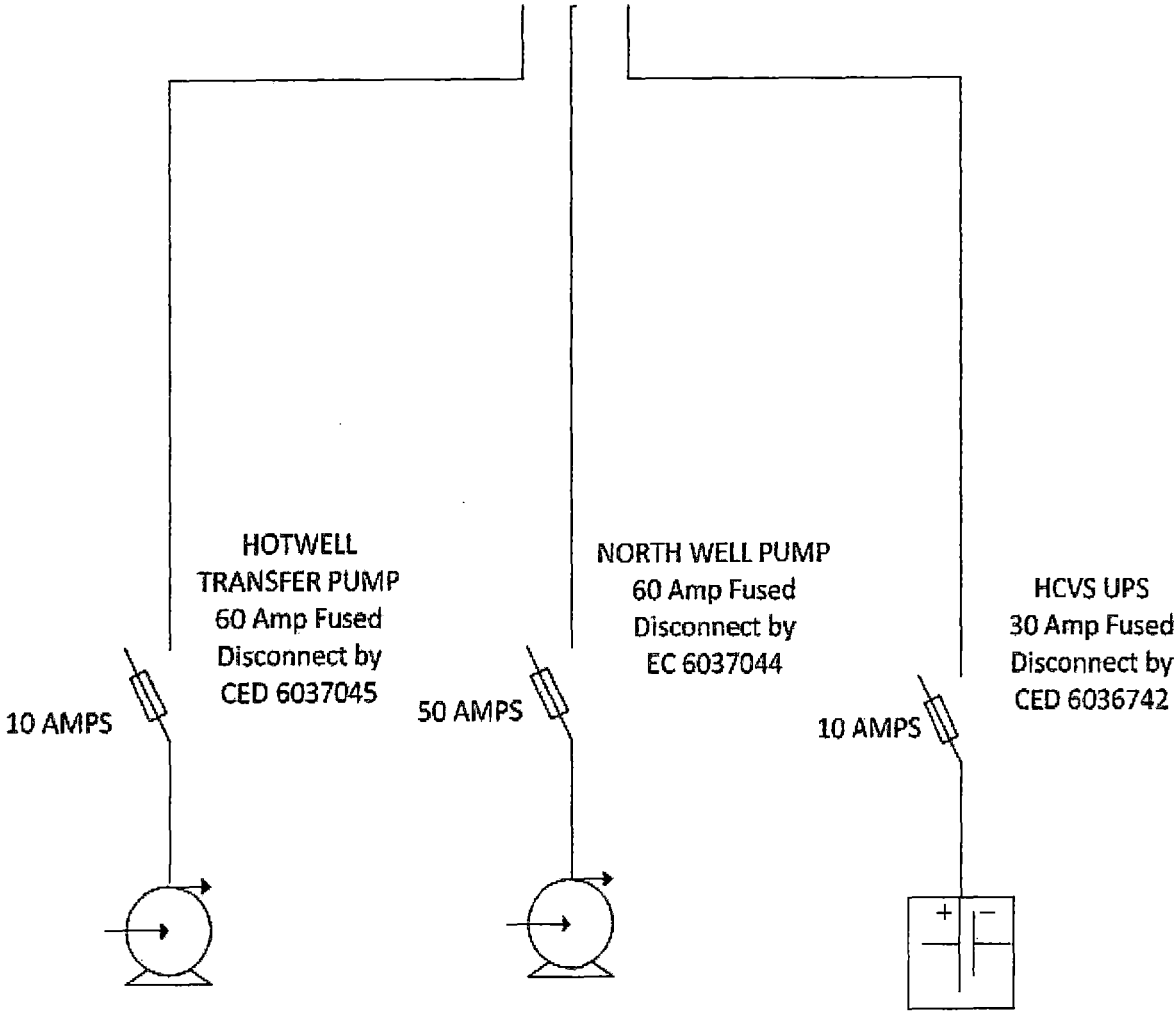 HOTWELL
TRANSFER PUMP
60 Amp Fused
Disconnect by
CED 6037045
10 AMPS
NORTH WELL PUMP
60 Amp Fused
Disconnect by
EC 6037044
50 AMPS
HCVS UPS
30 Amp Fused
Disconnect by
CED 6036742
10 AMPS
+ −